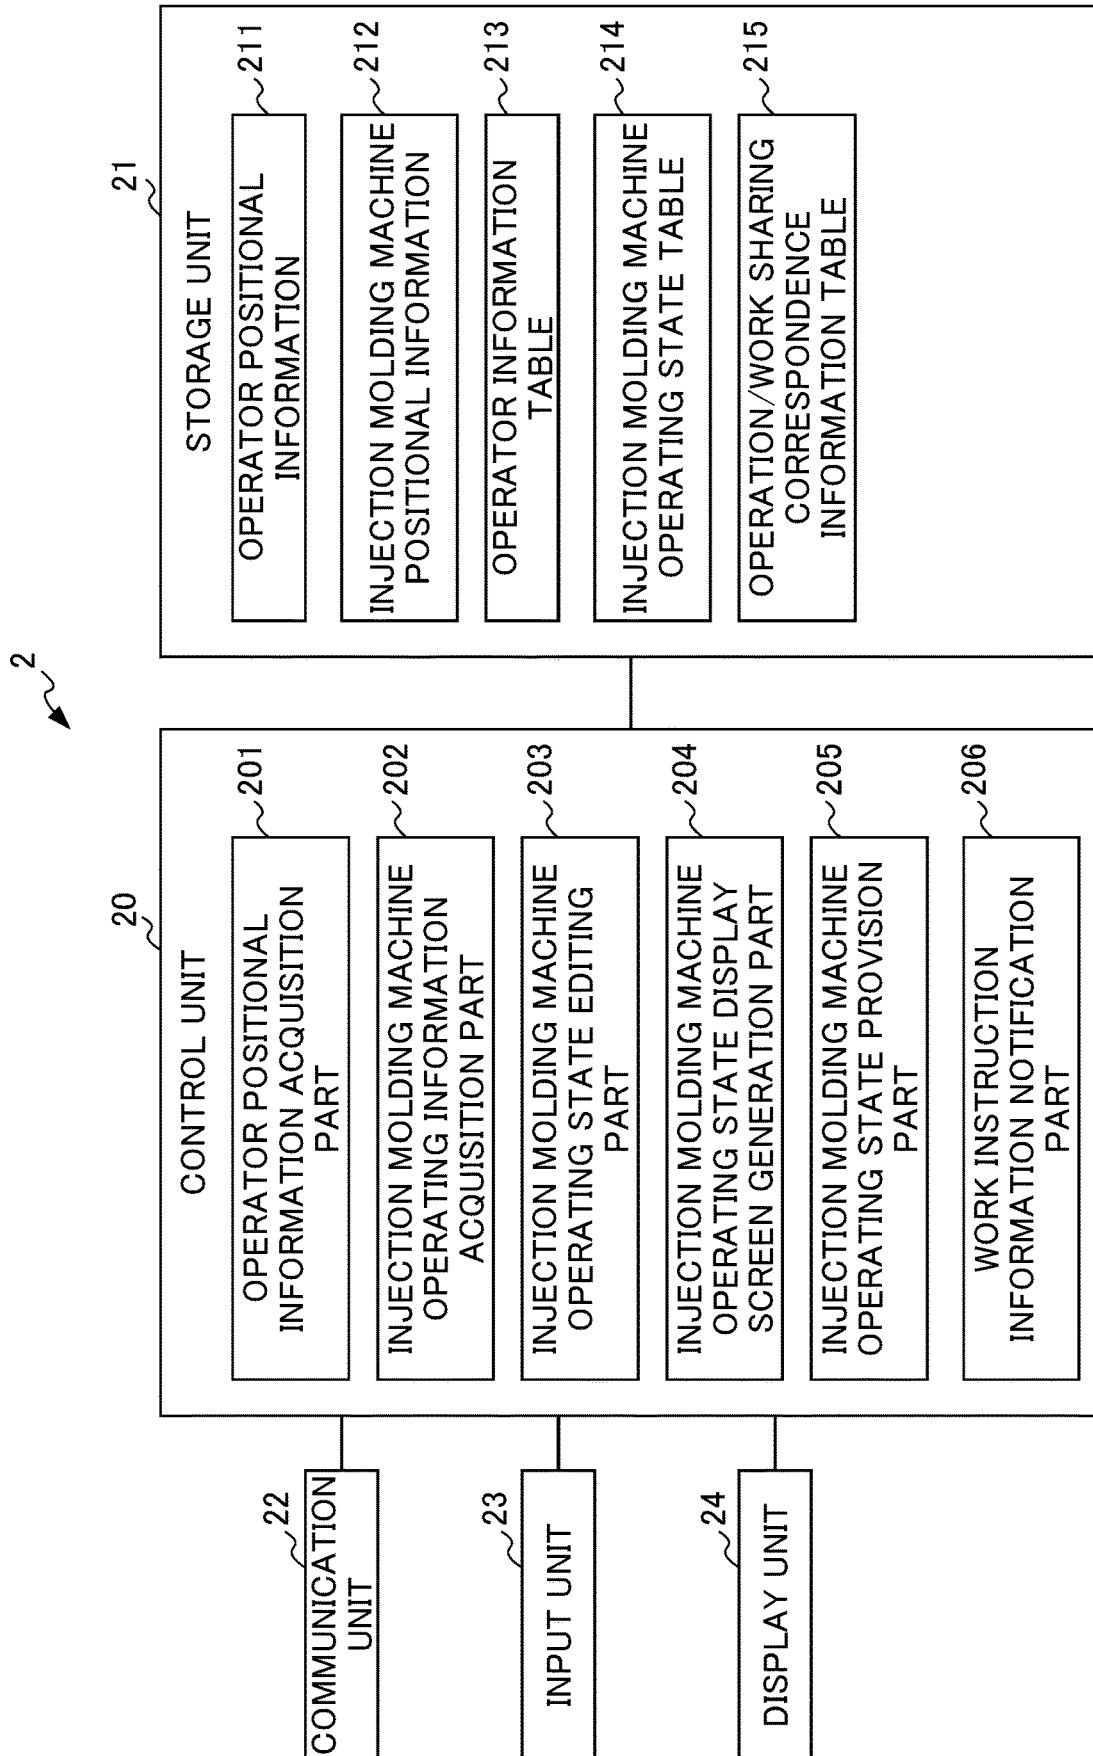 2
22
COMMUNICATION
UNIT
23
INPUT UNIT
24
DISPLAY UNIT
20
CONTROL UNIT
201
OPERATOR POSITIONAL
INFORMATION ACQUISITION
PART
202
INJECTION MOLDING MACHINE
OPERATING INFORMATION
ACQUISITION PART
203
INJECTION MOLDING MACHINE
OPERATING STATE EDITING
PART
204
INJECTION MOLDING MACHINE
OPERATING STATE DISPLAY
SCREEN GENERATION PART
205
INJECTION MOLDING MACHINE
OPERATING STATE PROVISION
PART
206
WORK INSTRUCTION
INFORMATION NOTIFICATION
PART
21
STORAGE UNIT
211
OPERATOR POSITIONAL
INFORMATION
212
INJECTION MOLDING MACHINE
POSITIONAL INFORMATION
213
OPERATOR INFORMATION
TABLE
214
INJECTION MOLDING MACHINE
OPERATING STATE TABLE
215
OPERATION/WORK SHARING
CORRESPONDENCE
INFORMATION TABLE